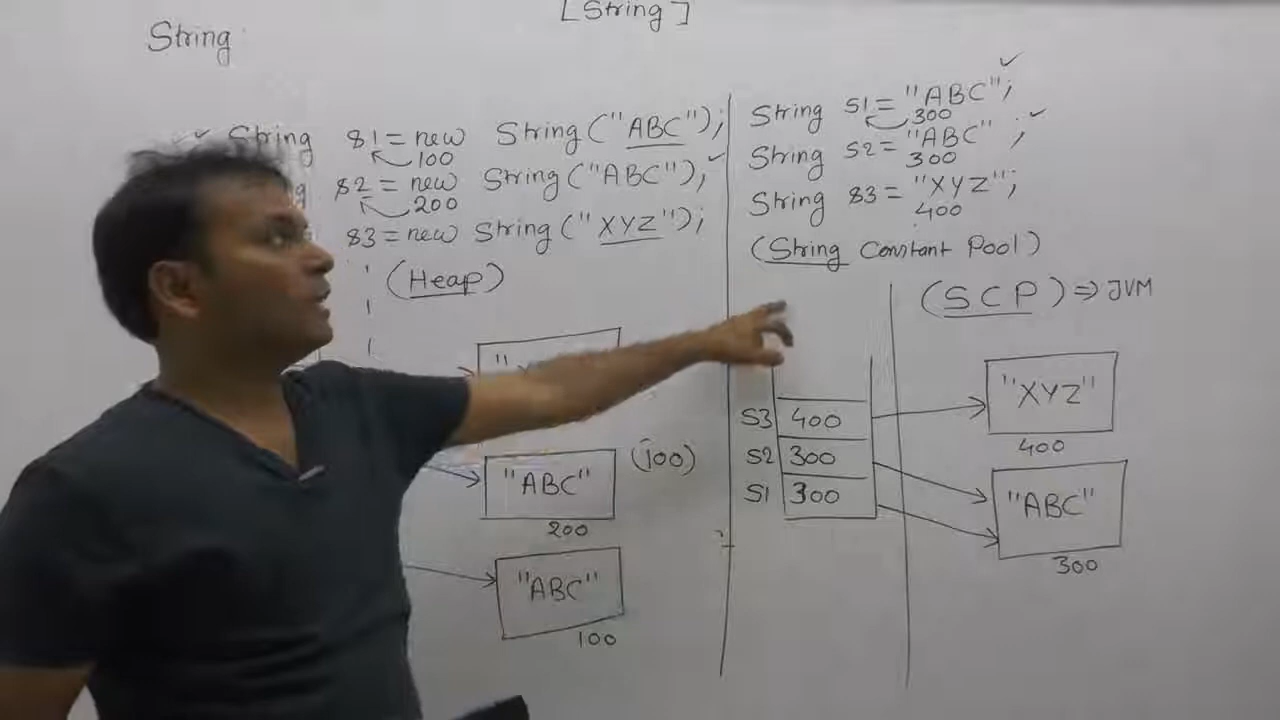 [String]
String
String S1 = new String("ABC");
100
S2 = new String("ABC");
200
S3 = new String("XYZ");
(Heap)
"ABC"
200
(100)
"ABC"
100
String S1 = "ABC";
300
String S2 = "ABC" ;
300
String S3 = "XYZ";
400
(String Constant Pool)
(SCP) ⇒ JVM
S3 400
S2 300
S1 300
"XYZ"
400
"ABC"
300